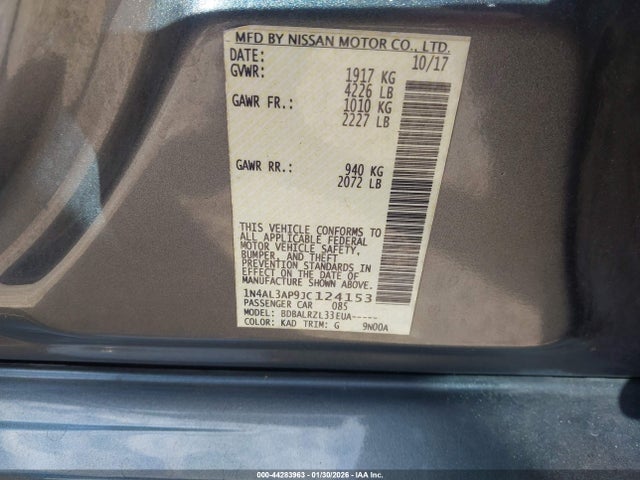 MFD BY NISSAN MOTOR CO., LTD.
DATE: 10/17
GVWR: 1917 KG
4226 LB
GAWR FR.: 1010 KG
2227 LB
GAWR RR.: 940 KG
2072 LB
THIS VEHICLE CONFORMS TO
ALL APPLICABLE FEDERAL
MOTOR VEHICLE SAFETY,
BUMPER, AND THEFT
PREVENTION STANDARDS IN
EFFECT ON THE DATE OF
MANUFACTURE SHOWN ABOVE.
1N4AL3AP9JC124153
PASSENGER CAR 085
MODEL: BDBALRZL33EUA-----
COLOR: KAD TRIM: G 9N00A
000-44283963 - 01/30/2026 - IAA Inc.